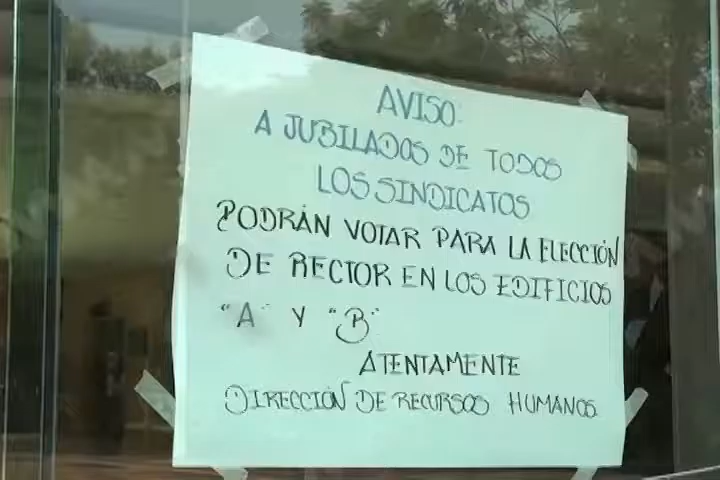 AVISO:
A JUBILADOS DE TODOS
LOS SINDICATOS
PODRÁN VOTAR PARA LA ELECCIÓN
DE RECTOR EN LOS EDIFICIOS
"A" Y "B"
ATENTAMENTE
DIRECCIÓN DE RECURSOS HUMANOS.